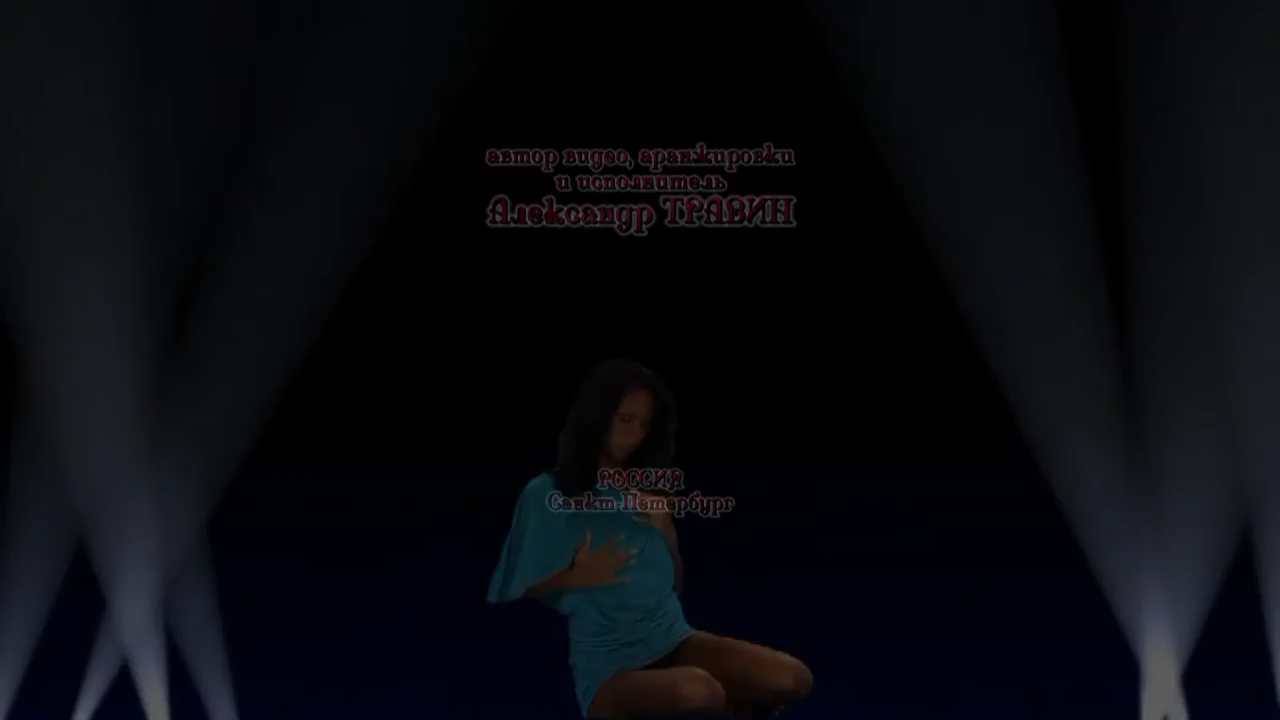 автор видео, аранжировки
и исполнитель
Александр ТРАВИН
РОССИЯ
Санкт-Петербург